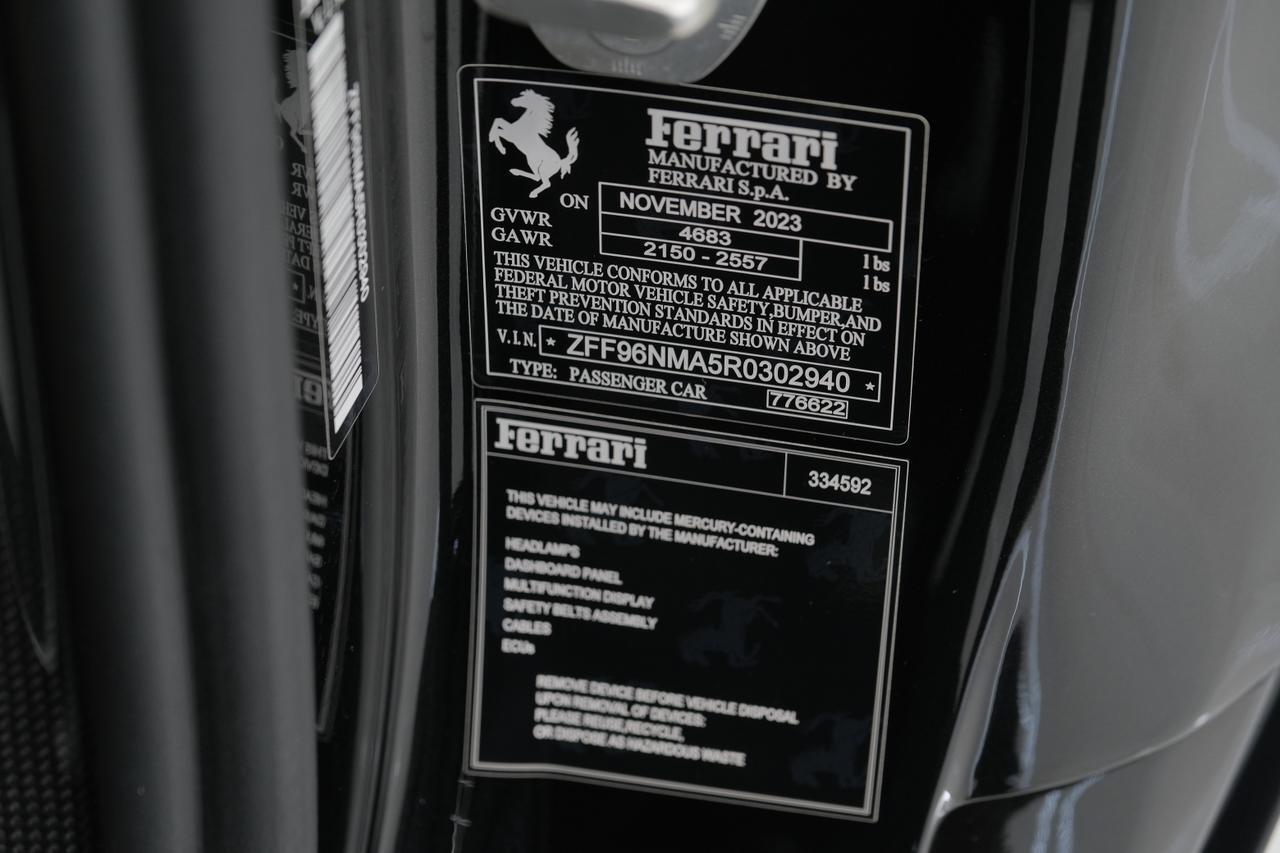 Ferrari
MANUFACTURED BY
FERRARI S.p.A.
ON NOVEMBER 2023
GVWR 4683 lbs
GAWR 2150 - 2557 lbs
THIS VEHICLE CONFORMS TO ALL APPLICABLE
FEDERAL MOTOR VEHICLE SAFETY,BUMPER,AND
THEFT PREVENTION STANDARDS IN EFFECT ON
THE DATE OF MANUFACTURE SHOWN ABOVE
V.I.N. * ZFF96NMA5R0302940 *
TYPE: PASSENGER CAR 776622
Ferrari 334592
THIS VEHICLE MAY INCLUDE MERCURY-CONTAINING
DEVICES INSTALLED BY THE MANUFACTURER:
HEADLAMPS
DASHBOARD PANEL
MULTIFUNCTION DISPLAY
SAFETY BELTS ASSEMBLY
CABLES
ECUs
REMOVE DEVICE BEFORE VEHICLE DISPOSAL
UPON REMOVAL OF DEVICES:
PLEASE REUSE,RECYCLE,
OR DISPOSE AS HAZARDOUS WASTE